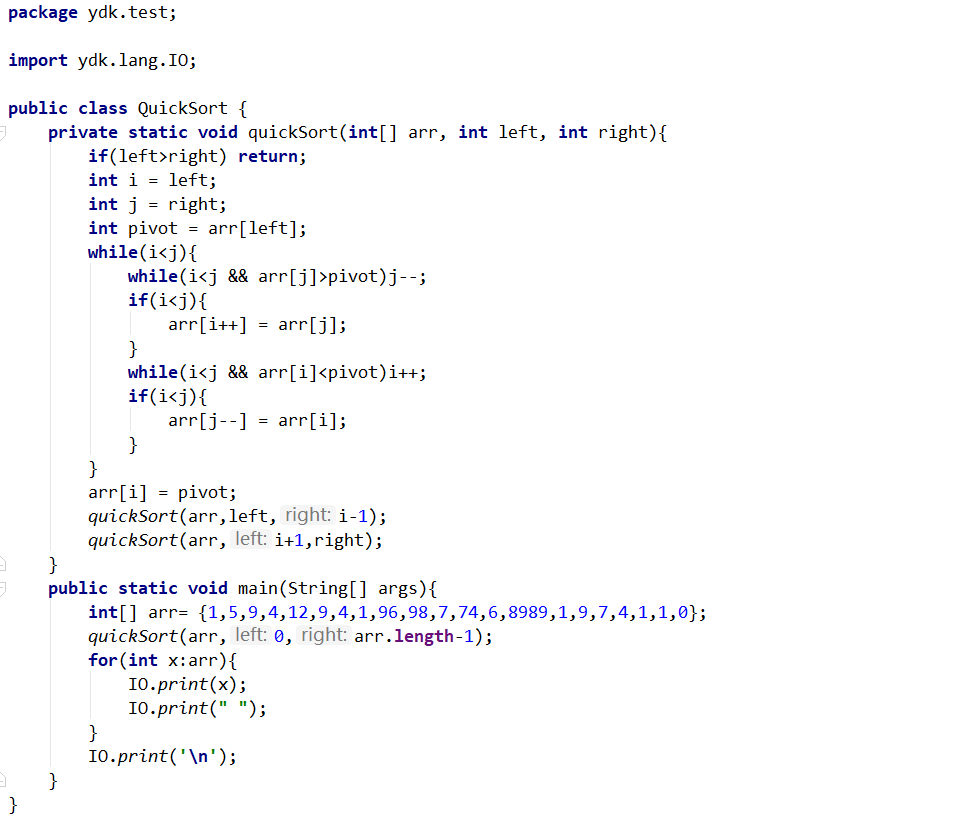 package ydk.test;
import ydk.lang.IO;
public class QuickSort {
    private static void quickSort(int[] arr, int left, int right){
        if(left>right) return;
        int i = left;
        int j = right;
        int pivot = arr[left];
        while(i<j){
            while(i<j && arr[j]>pivot)j--;
            if(i<j){
                arr[i++] = arr[j];
            }
            while(i<j && arr[i]<pivot)i++;
            if(i<j){
                arr[j--] = arr[i];
            }
        }
        arr[i] = pivot;
        quickSort(arr,left, right: i-1);
        quickSort(arr, left: i+1,right);
    }
    public static void main(String[] args){
        int[] arr= {1,5,9,4,12,9,4,1,96,98,7,74,6,8989,1,9,7,4,1,1,0};
        quickSort(arr, left: 0, right: arr.length-1);
        for(int x:arr){
            IO.print(x);
            IO.print(" ");
        }
        IO.print('\n');
    }
}